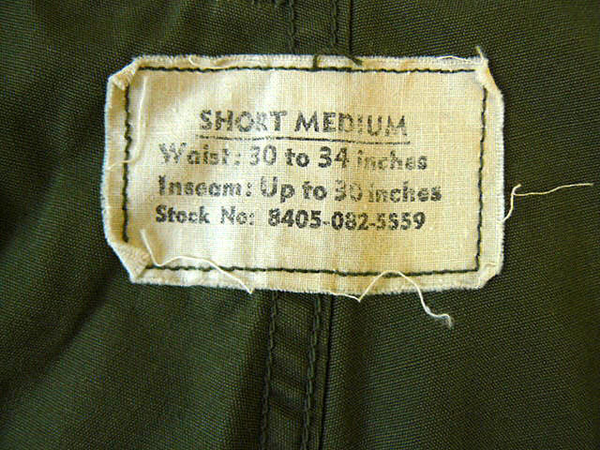 SHORT MEDIUM
Waist: 30 to 34 inches
Inseam: Up to 30 inches
Stock No: 8405-082-5559